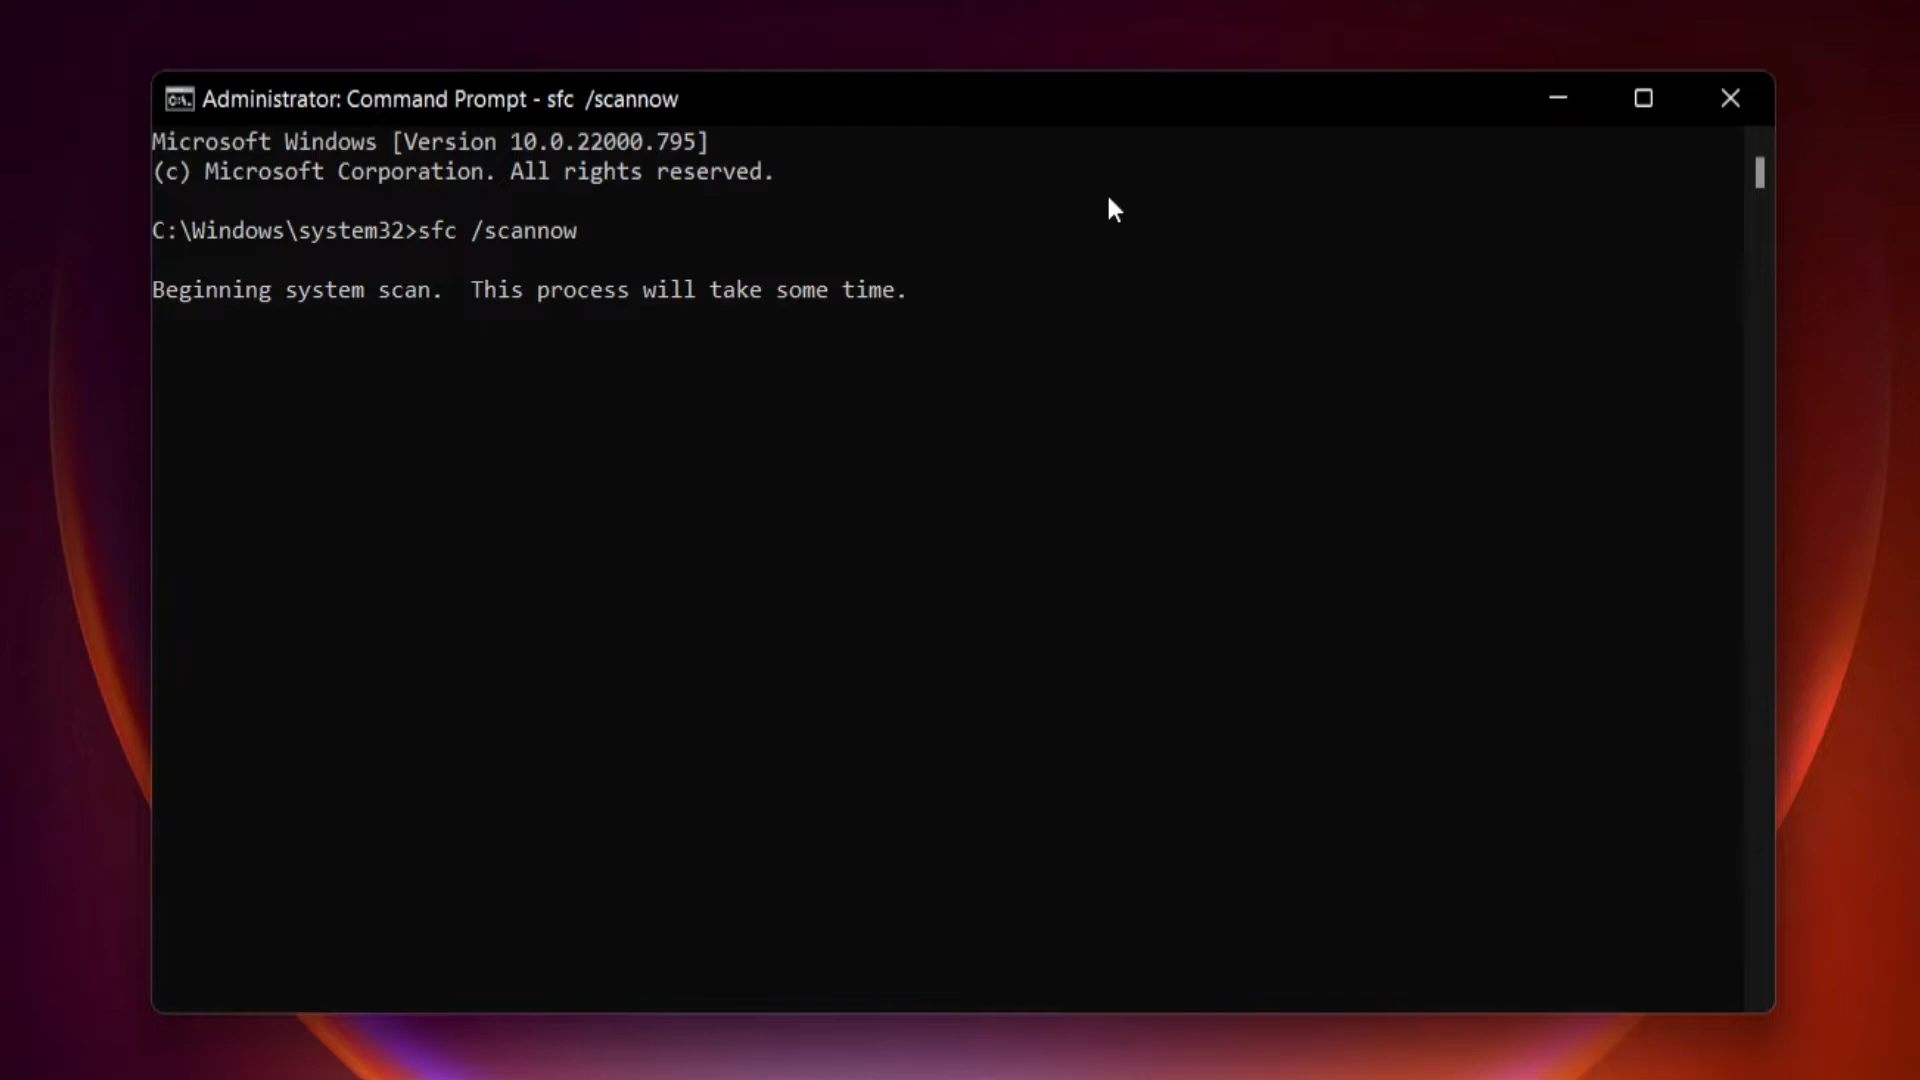 Administrator: Command Prompt - sfc  /scannow
Microsoft Windows [Version 10.0.22000.795]
(c) Microsoft Corporation. All rights reserved.
C:\Windows\system32>sfc /scannow
Beginning system scan.  This process will take some time.